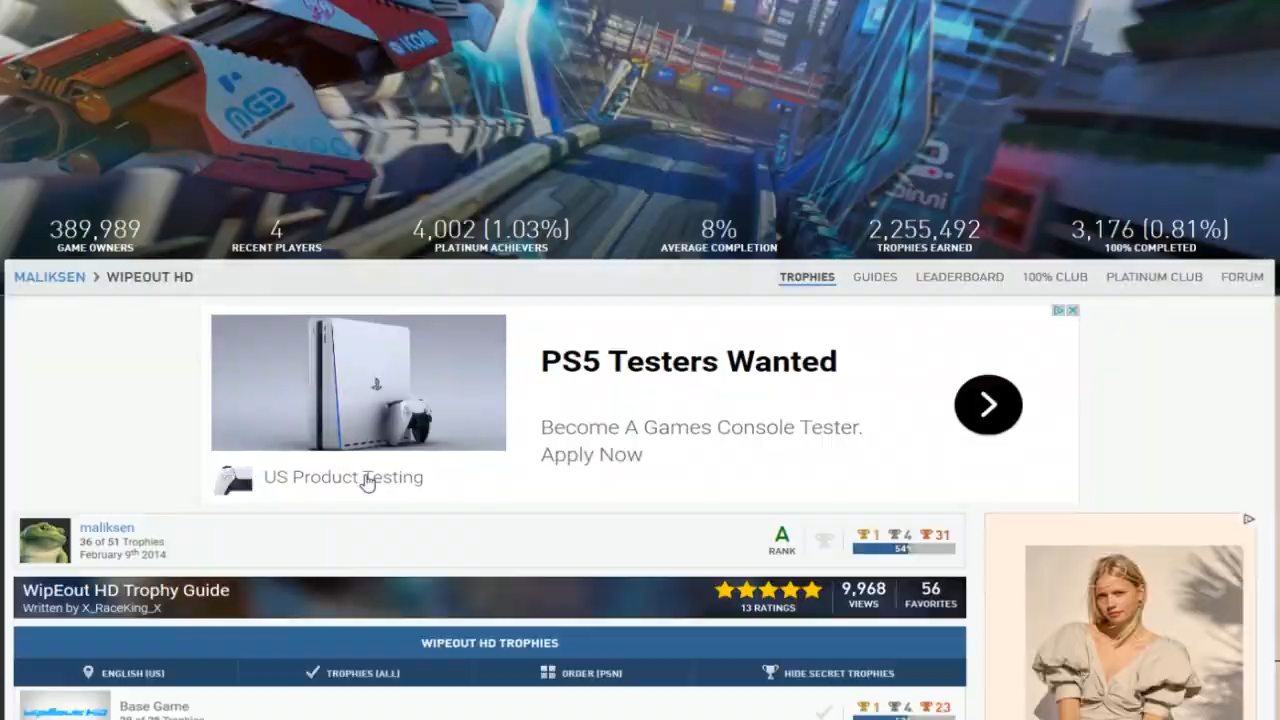 IKOM
MGD
389,989
GAME OWNERS
4
RECENT PLAYERS
4,002 (1.03%)
PLATINUM ACHIEVERS
8%
AVERAGE COMPLETION
2,255,492
TROPHIES EARNED
3,176 (0.81%)
100% COMPLETED
MALIKSEN > WIPEOUT HD
TROPHIES GUIDES LEADERBOARD 100% CLUB PLATINUM CLUB FORUM
PS5 Testers Wanted
Become A Games Console Tester.
Apply Now
US Product Testing
maliksen
36 of 51 Trophies
February 9th 2014
A
RANK
1 4 31
54%
WipEout HD Trophy Guide
Written by X_RaceKing_X
13 RATINGS
9,968
VIEWS
56
FAVORITES
WIPEOUT HD TROPHIES
ENGLISH (US) TROPHIES (ALL) ORDER (PSN) HIDE SECRET TROPHIES
Base Game
1 4 23